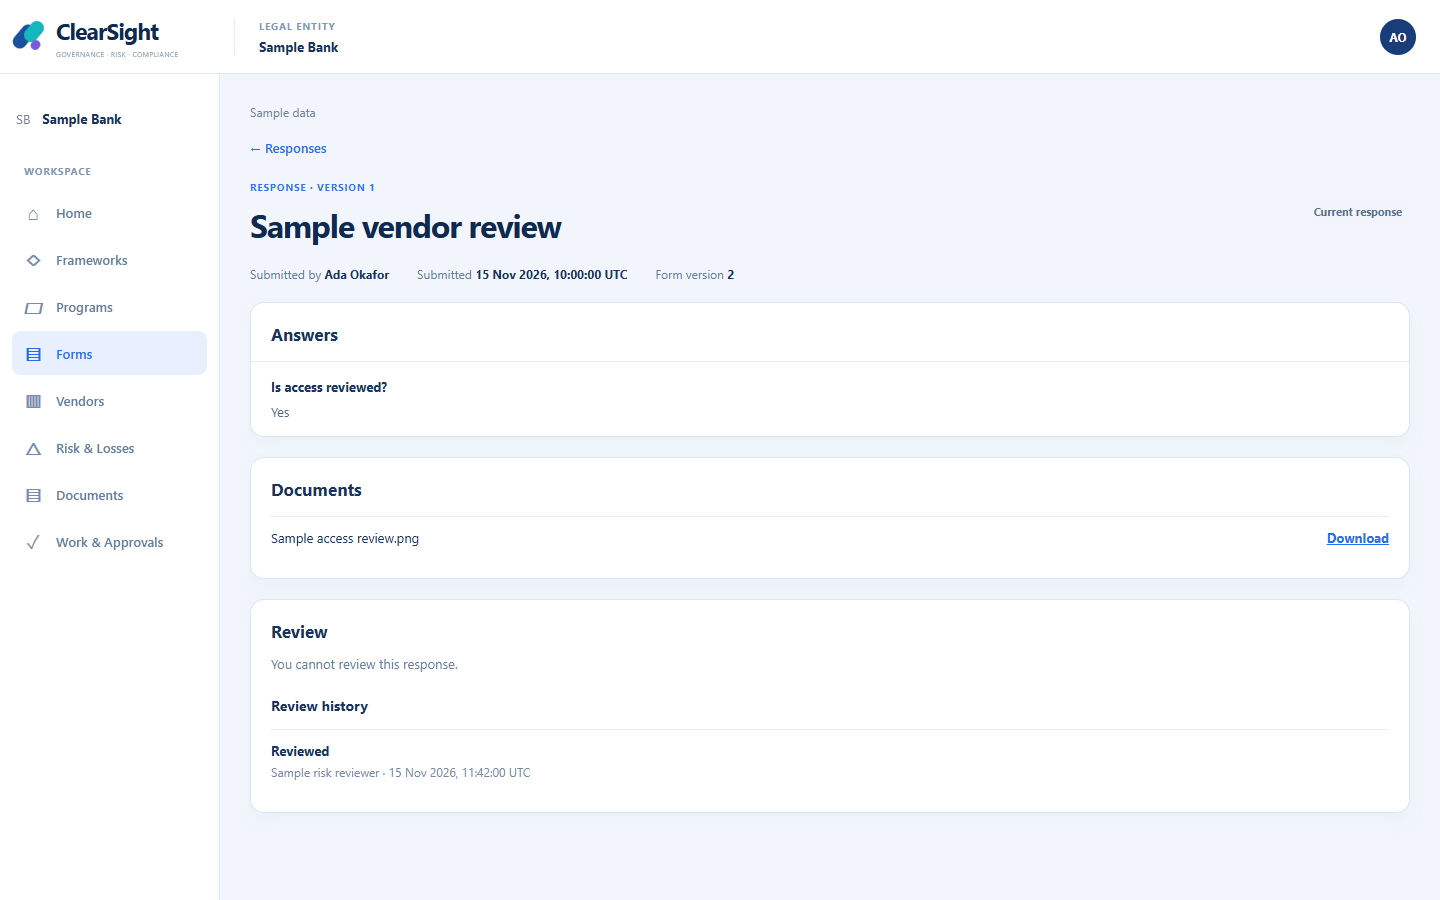 ClearSight
GOVERNANCE · RISK · COMPLIANCE
LEGAL ENTITY
Sample Bank
AO
SB Sample Bank
WORKSPACE
Home
Frameworks
Programs
Forms
Vendors
Risk & Losses
Documents
Work & Approvals
Sample data
← Responses
RESPONSE · VERSION 1
Sample vendor review
Current response
Submitted by Ada Okafor Submitted 15 Nov 2026, 10:00:00 UTC Form version 2
Answers
Is access reviewed?
Yes
Documents
Sample access review.png Download
Review
You cannot review this response.
Review history
Reviewed
Sample risk reviewer · 15 Nov 2026, 11:42:00 UTC